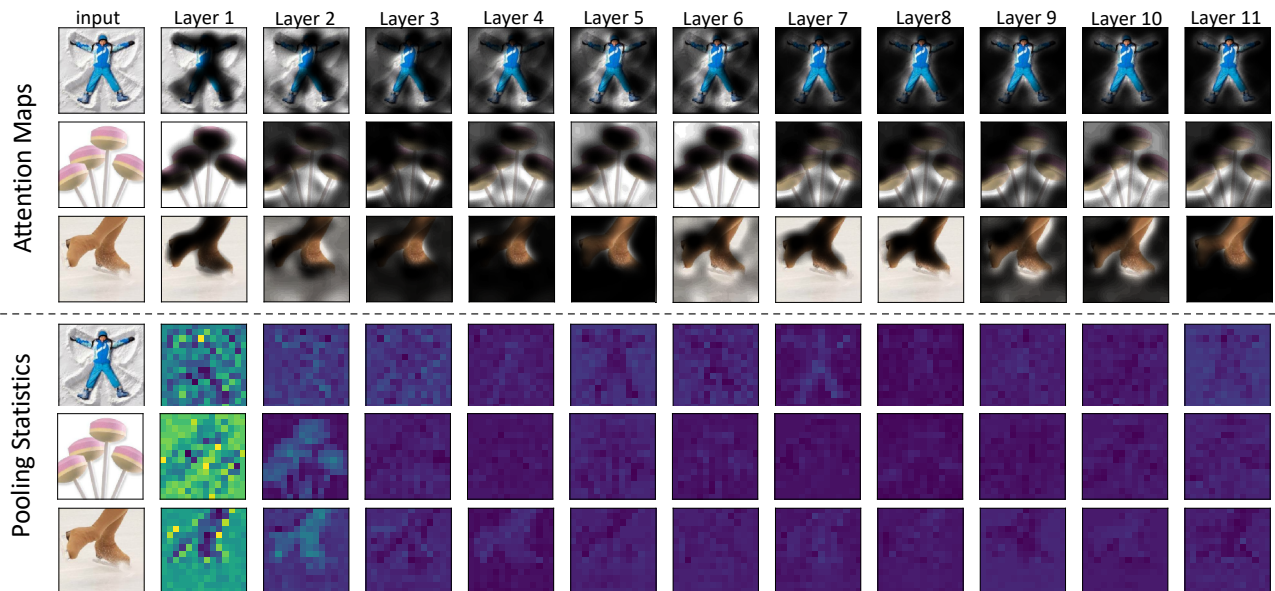 input Layer 1 Layer 2 Layer 3 Layer 4 Layer 5 Layer 6 Layer 7 Layer8 Layer 9 Layer 10 Layer 11
Attention Maps
Pooling Statistics